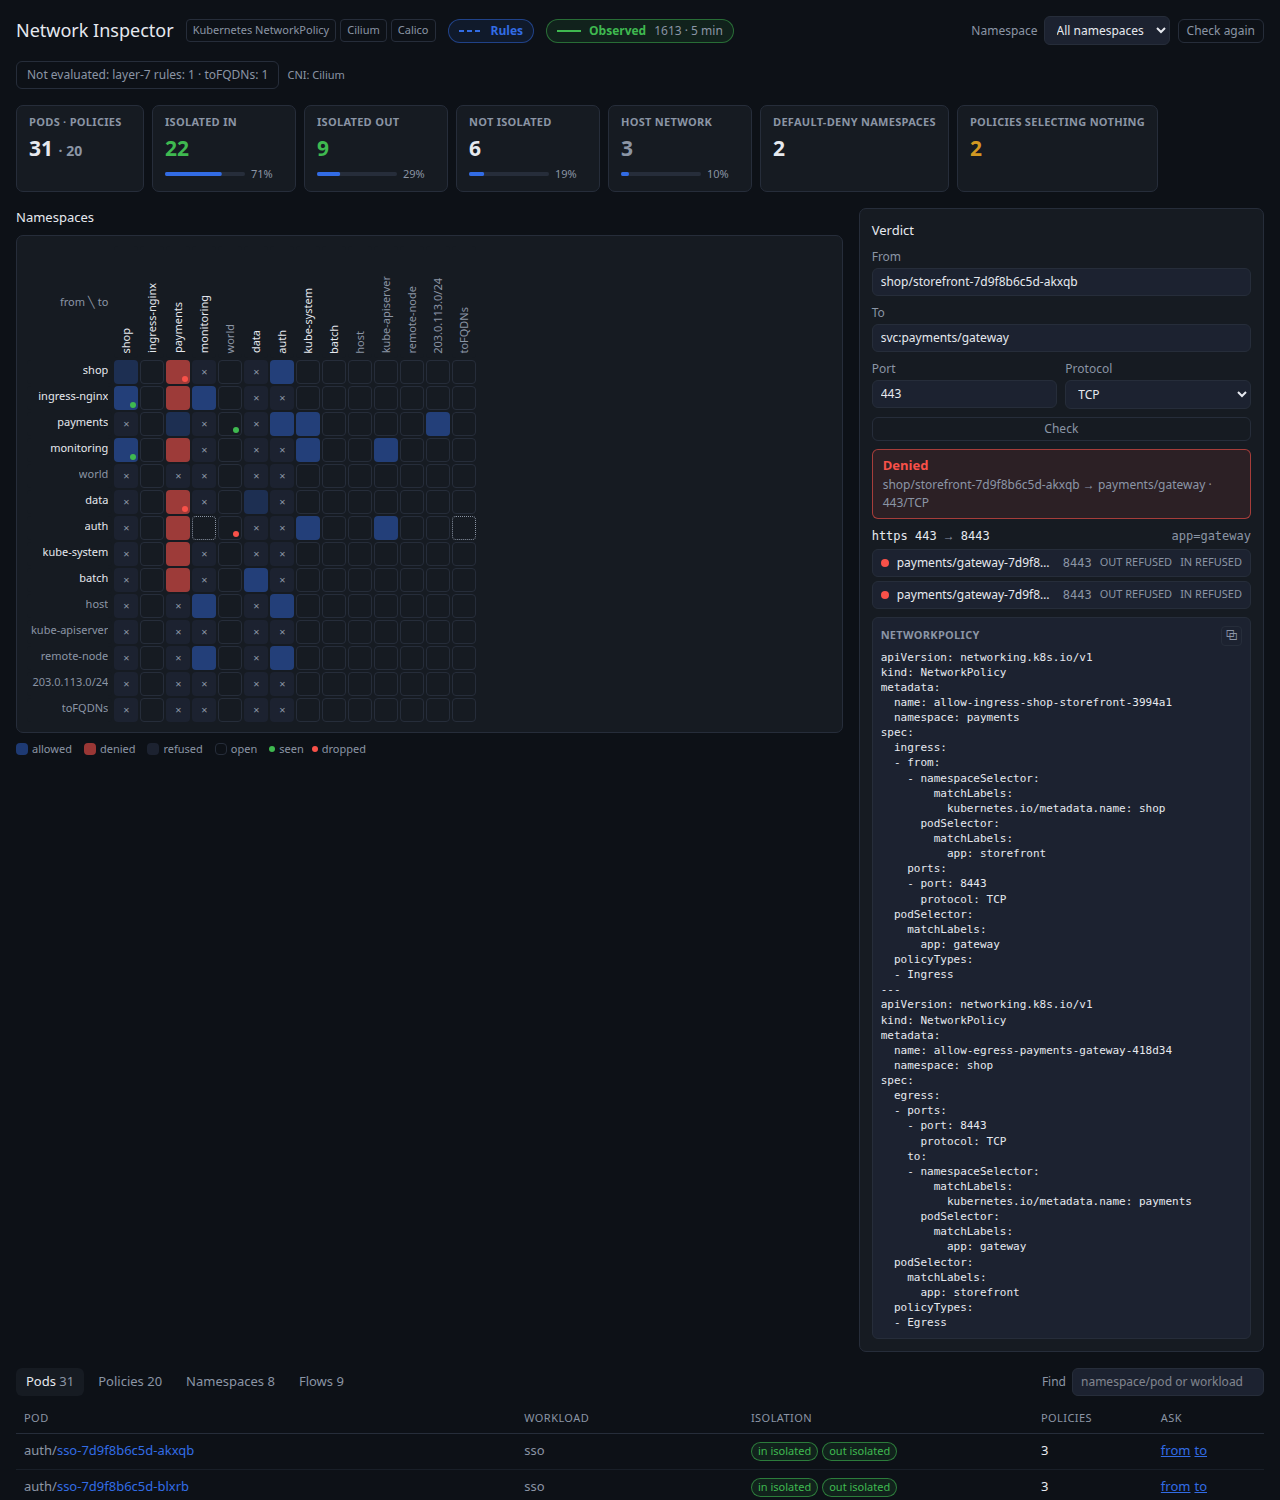 Network Inspector
Kubernetes NetworkPolicy
Cilium
Calico
Rules
Observed 1613 · 5 min
Namespace
All namespaces
Check again
Not evaluated: layer-7 rules: 1 · toFQDNs: 1
CNI: Cilium
PODS · POLICIES
31 · 20
ISOLATED IN
22
71%
ISOLATED OUT
9
29%
NOT ISOLATED
6
19%
HOST NETWORK
3
10%
DEFAULT-DENY NAMESPACES
2
POLICIES SELECTING NOTHING
2
Namespaces
from ╲ to
shop
ingress-nginx
payments
monitoring
world
data
auth
kube-system
batch
host
kube-apiserver
remote-node
203.0.113.0/24
toFQDNs
shop
ingress-nginx
payments
monitoring
world
data
auth
kube-system
batch
host
kube-apiserver
remote-node
203.0.113.0/24
toFQDNs
allowed
denied
refused
open
seen
dropped
Verdict
From
shop/storefront-7d9f8b6c5d-akxqb
To
svc:payments/gateway
Port
Protocol
443
TCP
Check
Denied
shop/storefront-7d9f8b6c5d-akxqb → payments/gateway ·
443/TCP
https 443 → 8443
app=gateway
payments/gateway-7d9f8... 8443 OUT REFUSED IN REFUSED
payments/gateway-7d9f8... 8443 OUT REFUSED IN REFUSED
NETWORKPOLICY
apiVersion: networking.k8s.io/v1
kind: NetworkPolicy
metadata:
  name: allow-ingress-shop-storefront-3994a1
  namespace: payments
spec:
  ingress:
  - from:
    - namespaceSelector:
        matchLabels:
          kubernetes.io/metadata.name: shop
      podSelector:
        matchLabels:
          app: storefront
    ports:
    - port: 8443
      protocol: TCP
  podSelector:
    matchLabels:
      app: gateway
  policyTypes:
  - Ingress
---
apiVersion: networking.k8s.io/v1
kind: NetworkPolicy
metadata:
  name: allow-egress-payments-gateway-418d34
  namespace: shop
spec:
  egress:
  - ports:
    - port: 8443
      protocol: TCP
    to:
    - namespaceSelector:
        matchLabels:
          kubernetes.io/metadata.name: payments
      podSelector:
        matchLabels:
          app: gateway
  podSelector:
    matchLabels:
      app: storefront
  policyTypes:
  - Egress
Pods 31
Policies 20
Namespaces 8
Flows 9
Find
namespace/pod or workload
POD WORKLOAD ISOLATION POLICIES ASK
auth/sso-7d9f8b6c5d-akxqb sso in isolated out isolated 3 from to
auth/sso-7d9f8b6c5d-blxrb sso in isolated out isolated 3 from to